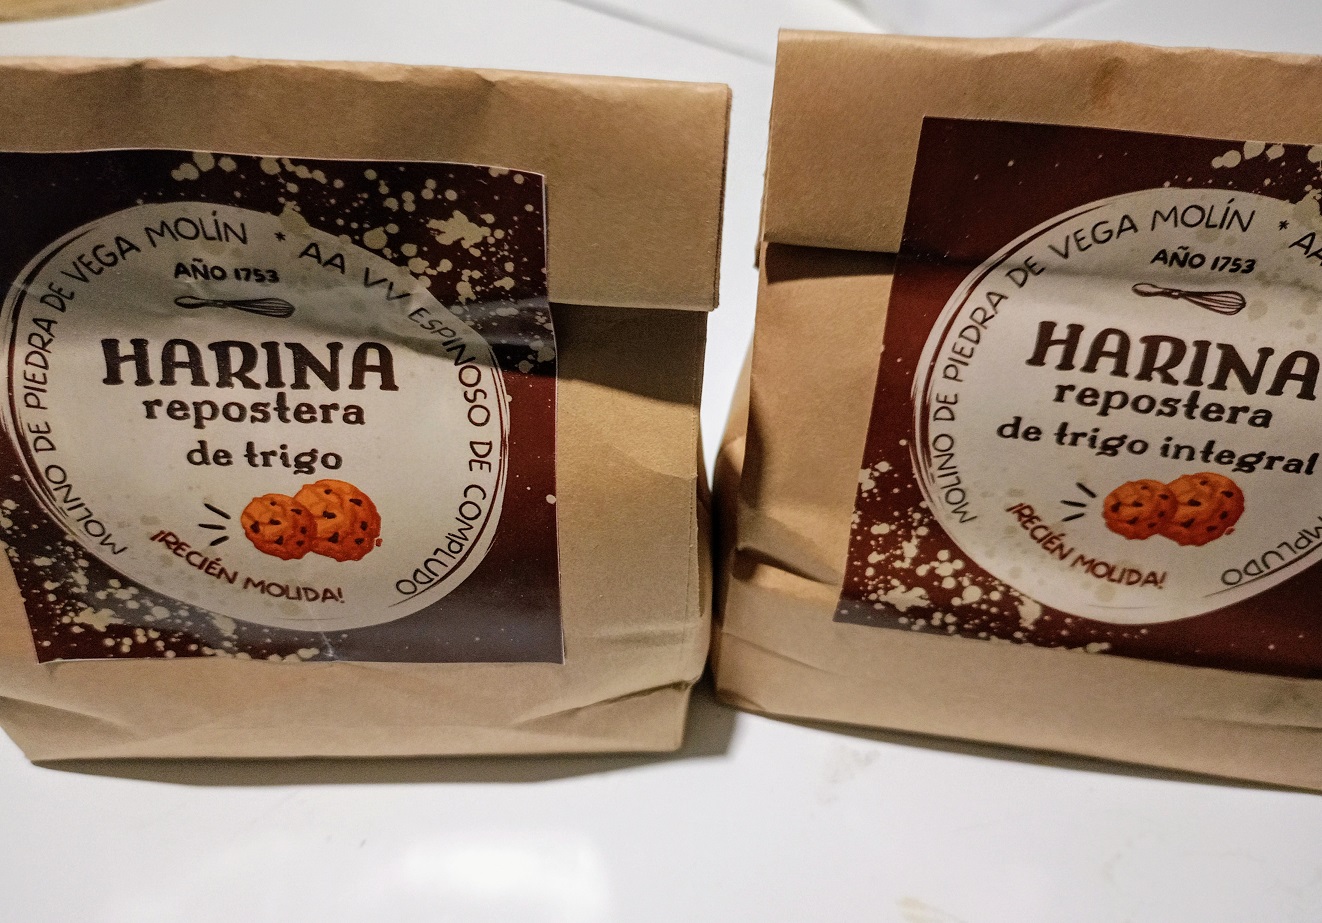 MOLINO DE PIEDRA DE VEGA MOLÍN * AA VV ESPINOSO DE COMPLUDO
AÑO 1753
HARINA
repostera
de trigo
¡RECIÉN MOLIDA!
MOLINO DE PIEDRA DE VEGA MOLÍN * AA
AÑO 1753
HARINA
repostera
de trigo integral
¡RECIÉN MOLIDA!
MPLUDO